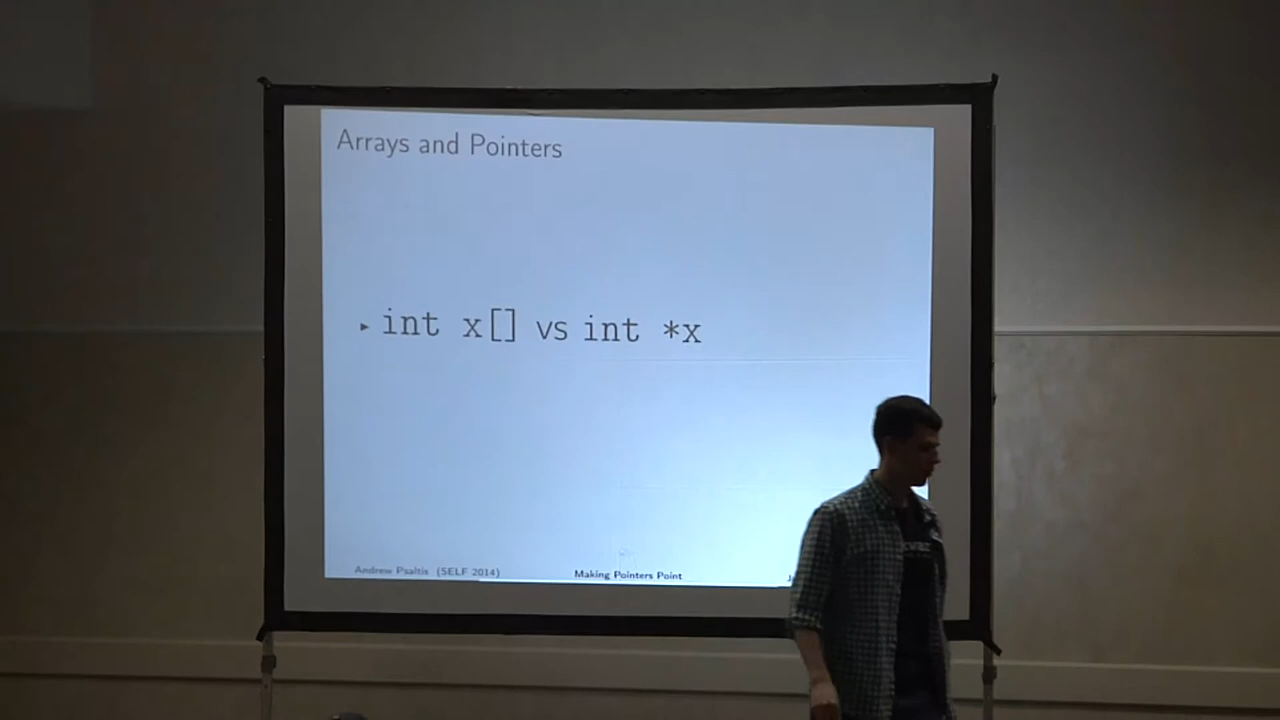 Arrays and Pointers
▸ int x[] vs int *x
Andrew Psaltis (SELF 2014) Making Pointers Point